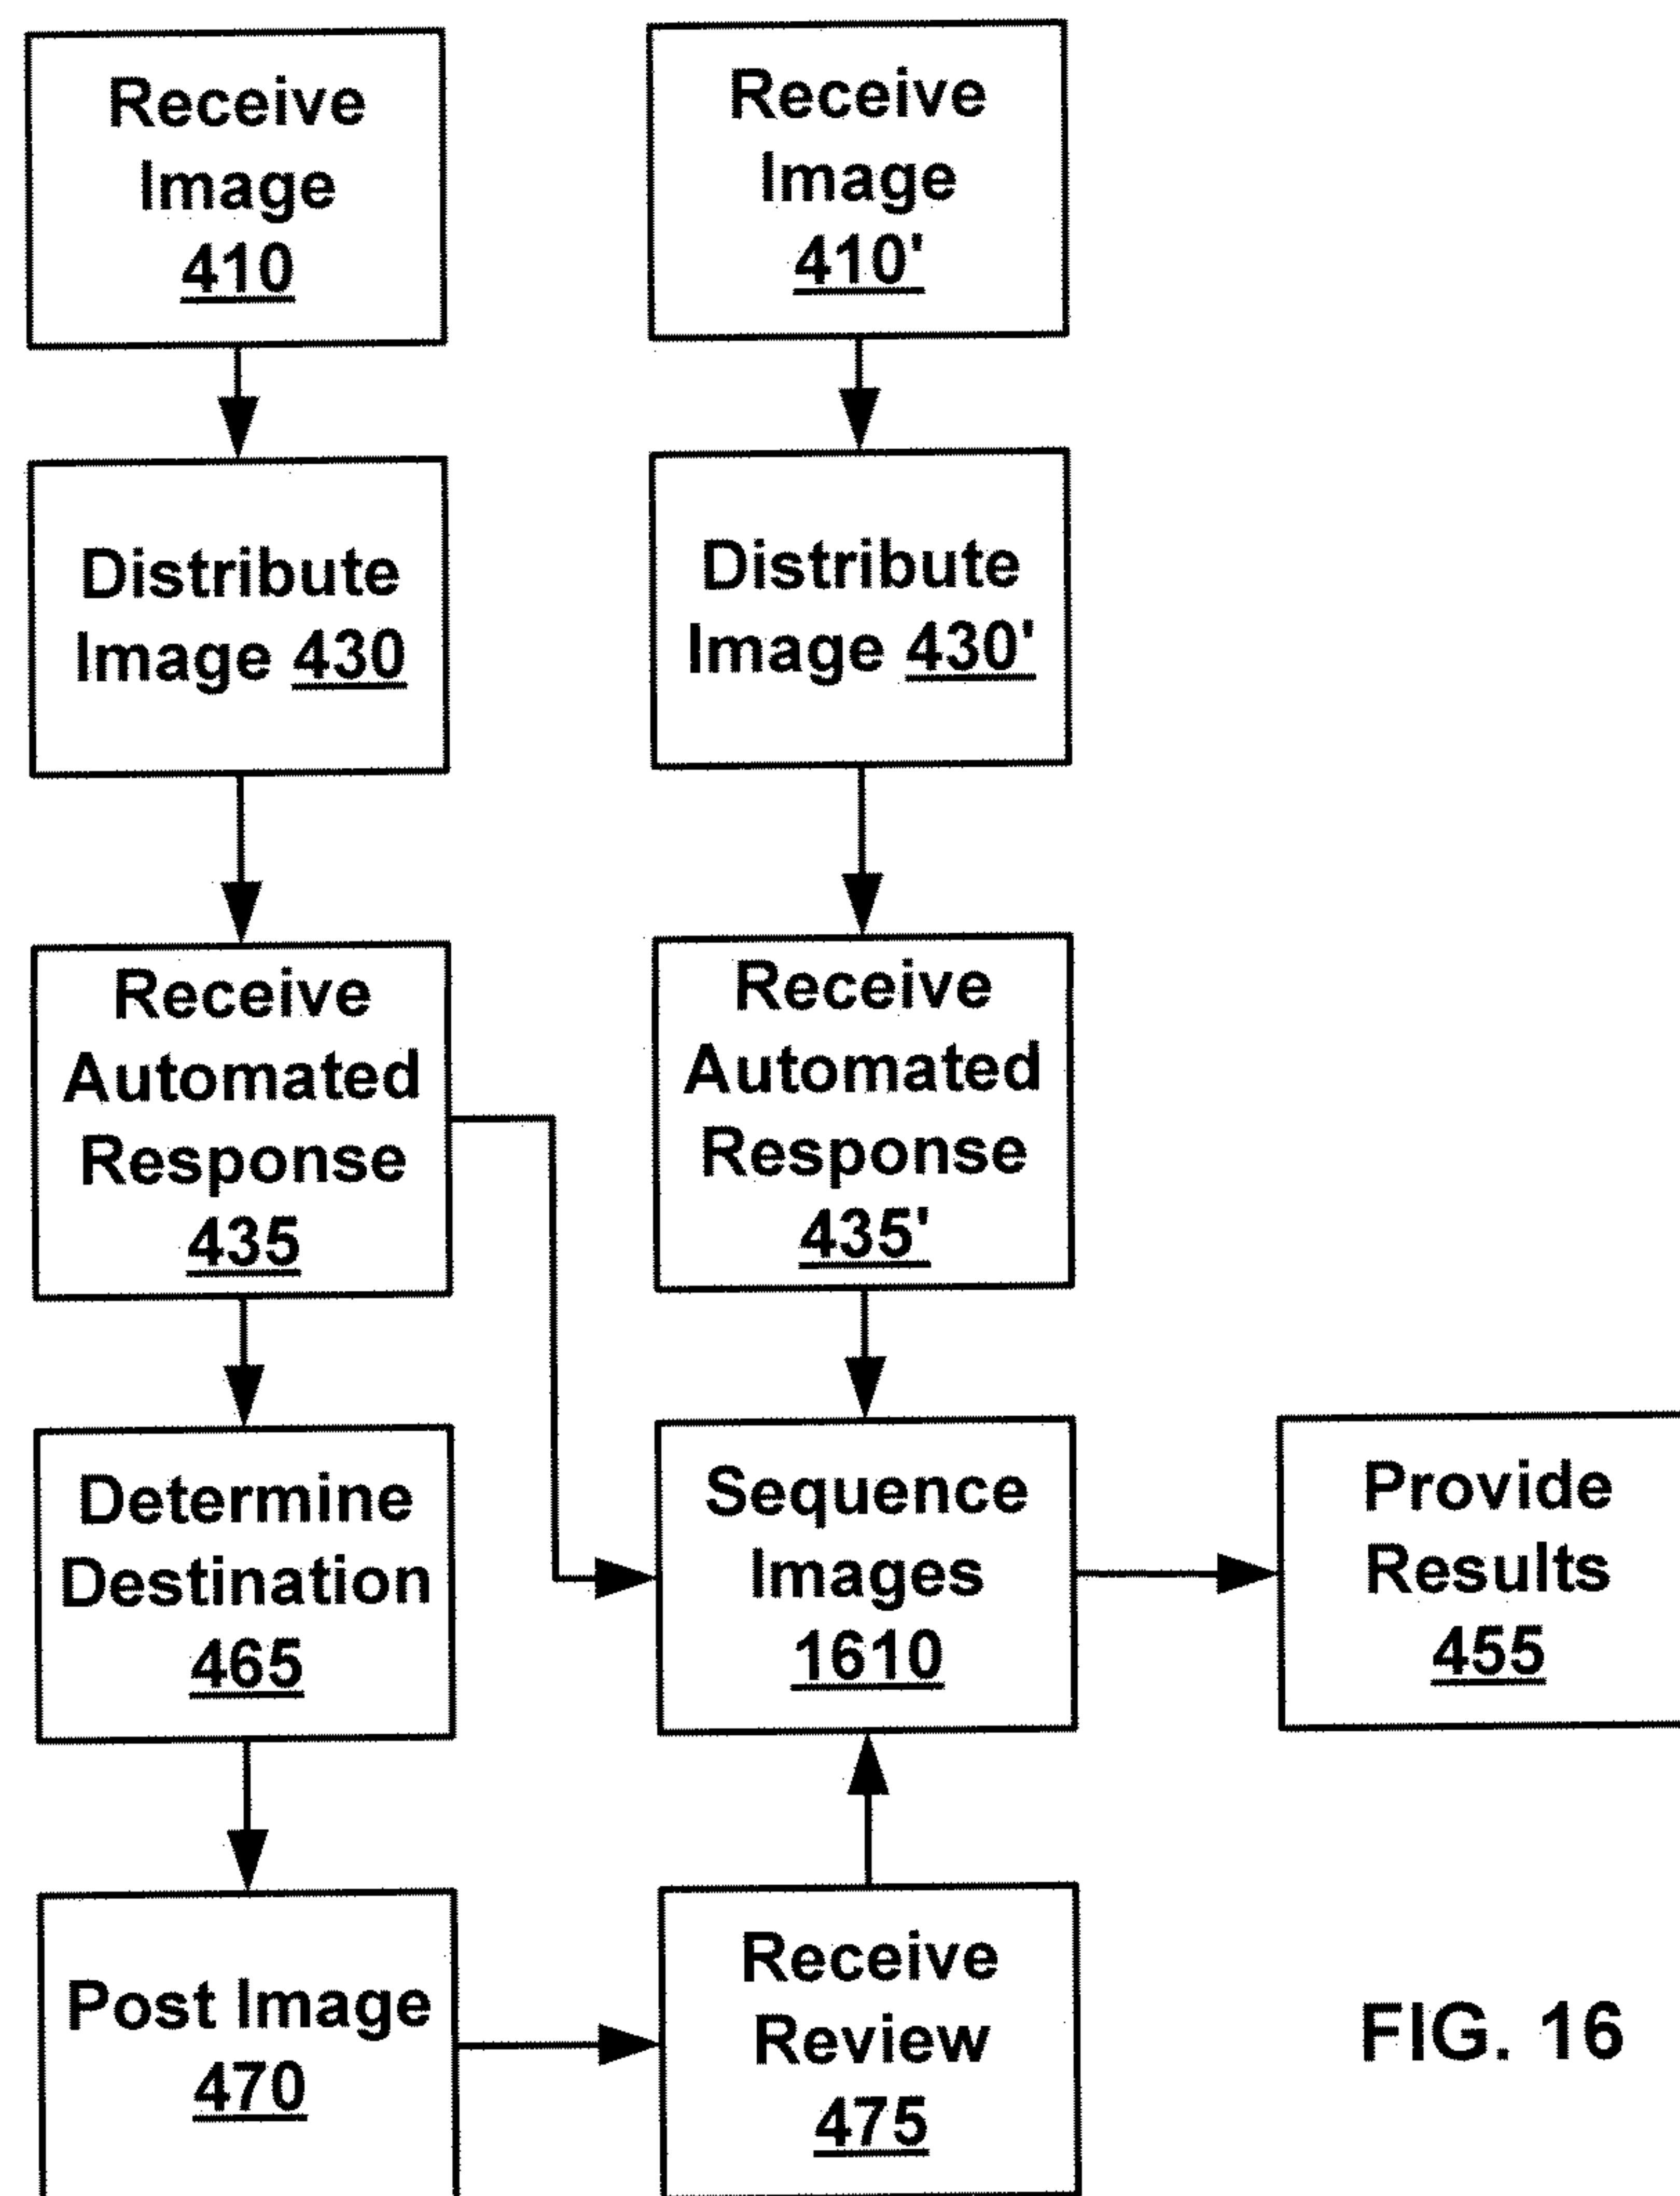 Receive
Image
410
Receive
Image
410'
Distribute
Image 430
Distribute
Image 430'
Receive
Automated
Response
435
Receive
Automated
Response
435'
Determine
Destination
465
Sequence
Images
1610
Provide
Results
455
Post Image
470
Receive
Review
475
FIG. 16